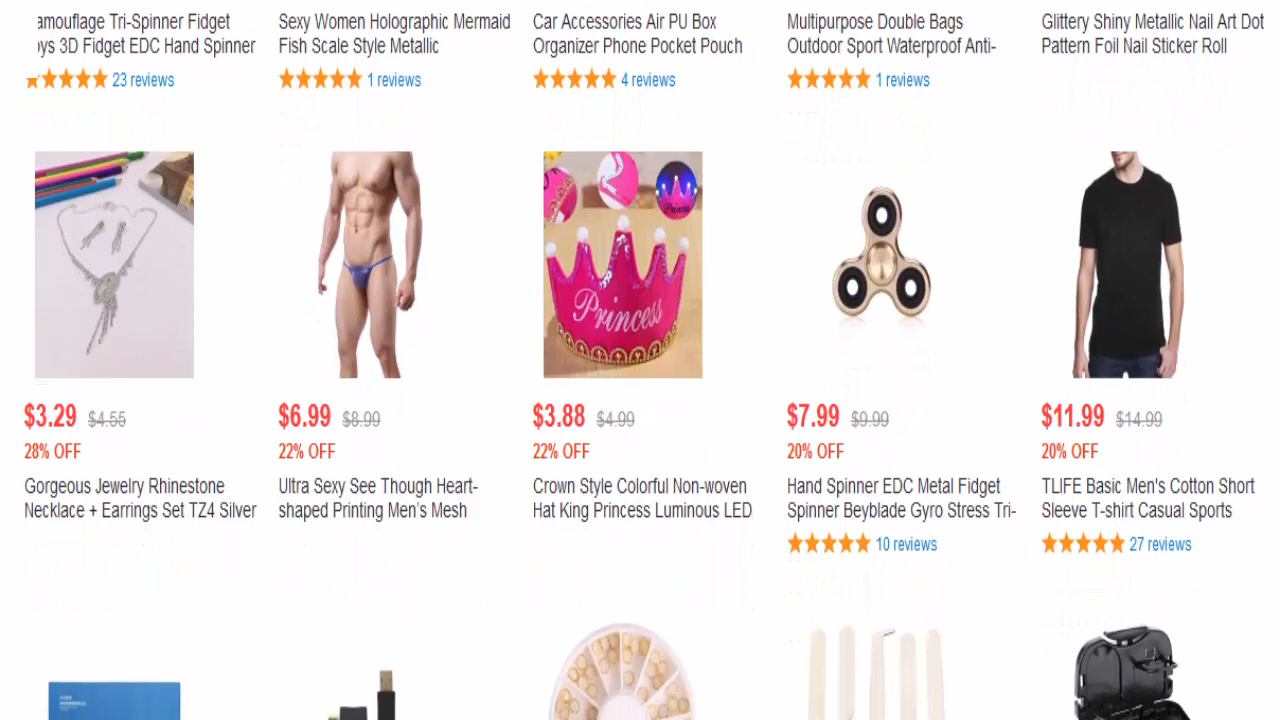 amouflage Tri-Spinner Fidget
ys 3D Fidget EDC Hand Spinner
23 reviews
Sexy Women Holographic Mermaid
Fish Scale Style Metallic
1 reviews
Car Accessories Air PU Box
Organizer Phone Pocket Pouch
4 reviews
Multipurpose Double Bags
Outdoor Sport Waterproof Anti-
1 reviews
Glittery Shiny Metallic Nail Art Dot
Pattern Foil Nail Sticker Roll
2
Princess
Princess
$3.29 $4.55
28% OFF
Gorgeous Jewelry Rhinestone
Necklace + Earrings Set TZ4 Silver
$6.99 $8.99
22% OFF
Ultra Sexy See Though Heart-
shaped Printing Men's Mesh
$3.88 $4.99
22% OFF
Crown Style Colorful Non-woven
Hat King Princess Luminous LED
$7.99 $9.99
20% OFF
Hand Spinner EDC Metal Fidget
Spinner Beyblade Gyro Stress Tri-
10 reviews
$11.99 $14.99
20% OFF
TLIFE Basic Men's Cotton Short
Sleeve T-shirt Casual Sports
27 reviews